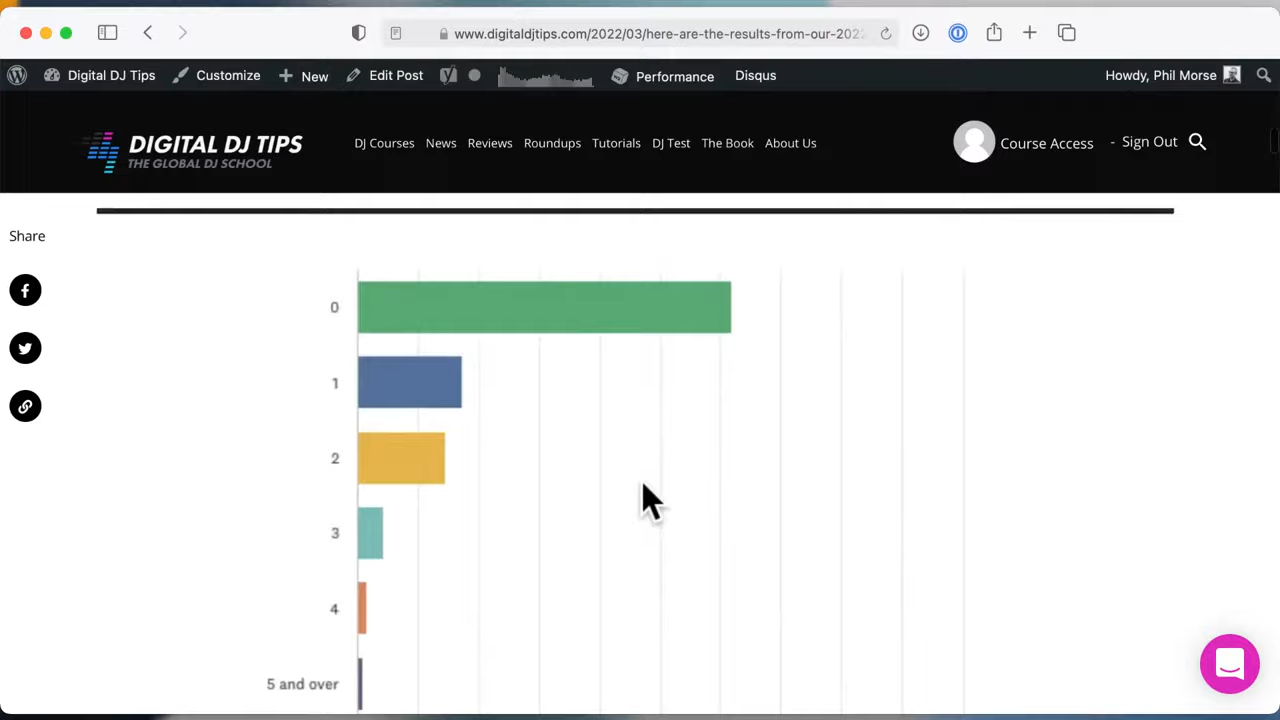 www.digitaldjtips.com/2022/03/here-are-the-results-from-our-202
Digital DJ Tips Customize New Edit Post Performance Disqus Howdy, Phil Morse
DIGITAL DJ TIPS
THE GLOBAL DJ SCHOOL
DJ Courses News Reviews Roundups Tutorials DJ Test The Book About Us Course Access - Sign Out
Share
0
1
2
3
4
5 and over